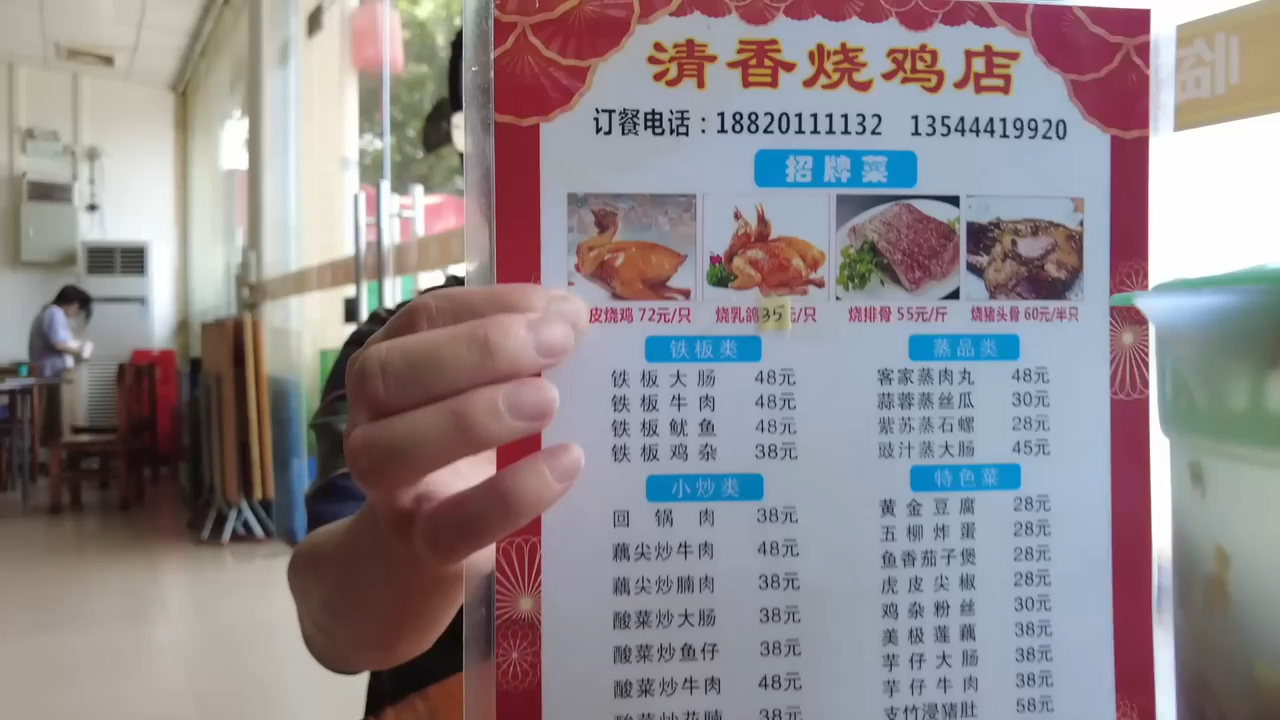 清香烧鸡店
订餐电话：18820111132 13544419920
招牌菜
皮烧鸡 72元/只
烧乳鸽35元/只
烧排骨 55元/斤
烧猪头骨 60元/半只
铁板类
铁板大肠 48元
铁板牛肉 48元
铁板鱿鱼 48元
铁板鸡杂 38元
小炒类
回锅肉 38元
藕尖炒牛肉 48元
藕尖炒腩肉 38元
酸菜炒大肠 38元
酸菜炒鱼仔 38元
酸菜炒牛肉 48元
酸菜炒花腩 38元
蒸品类
客家蒸肉丸 48元
蒜蓉蒸丝瓜 30元
紫苏蒸石螺 28元
豉汁蒸大肠 45元
特色菜
黄金豆腐 28元
五柳炸蛋 28元
鱼香茄子煲 28元
虎皮尖椒 28元
鸡杂粉丝 30元
美极莲藕 38元
芋仔大肠 38元
芋仔牛肉 38元
支竹浸猪肚 58元